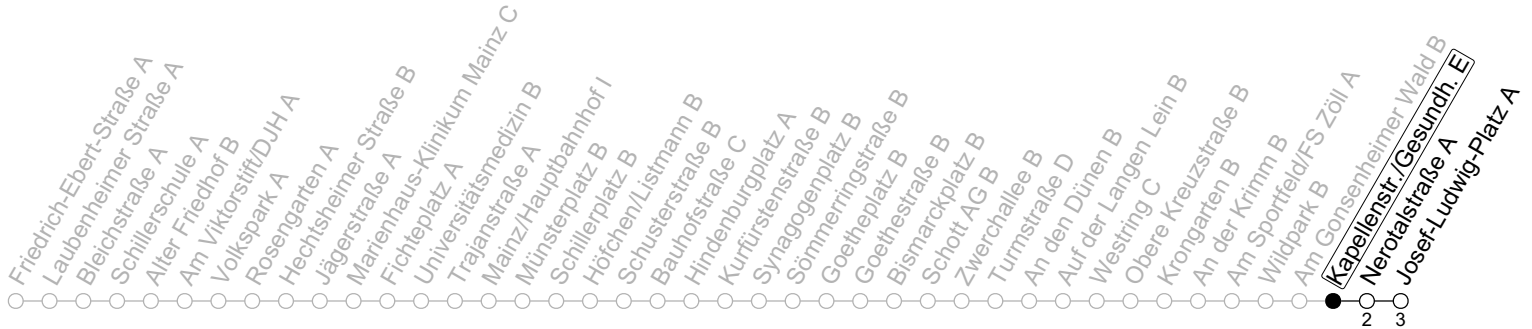 Friedrich-Ebert-Straße A
Laubenheimer Straße A
Bleichstraße A
Schillerschule A
Alter Friedhof B
Am Viktorstift/DJH A
Volkspark A
Rosengarten A
Hechtsheimer Straße B
Jägerstraße A
Marienhaus-Klinikum Mainz C
Fichteplatz A
Universitätsmedizin B
Trajanstraße A
Mainz/Hauptbahnhof I
Münsterplatz B
Schillerplatz B
Höfchen/Listmann B
Schusterstraße B
Bauhofstraße C
Hindenburgplatz A
Kurfürstenstraße B
Synagogenplatz B
Sömmerringstraße B
Goetheplatz B
Goethestraße B
Bismarckplatz B
Schott AG B
Zwerchallee B
Turmstraße D
An den Dünen B
Auf der Langen Lein B
Westring C
Obere Kreuzstraße B
Krongarten B
An der Krimm B
Am Sportfeld/FS Zöll A
Wildpark B
Am Gonsenheimer Wald B
Kapellenstr./Gesundh. E
Nerotalstraße A
Josef-Ludwig-Platz A
2 3